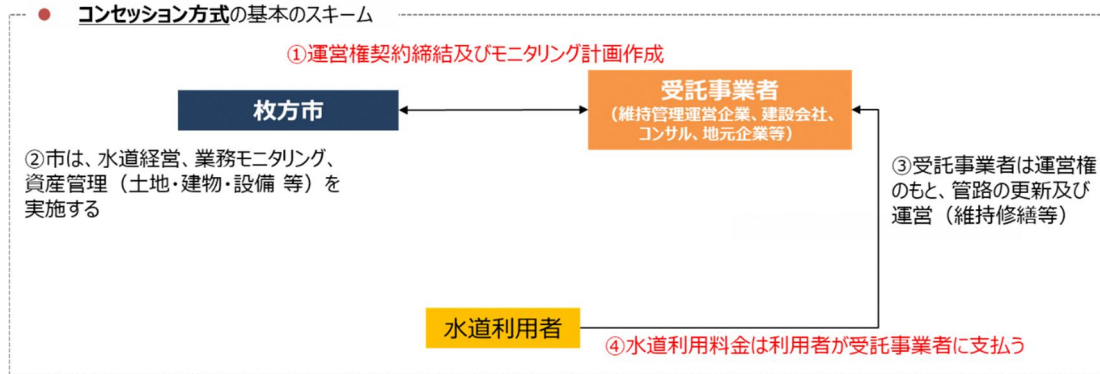 ● コンセッション方式の基本のスキーム
①運営権契約締結及びモニタリング計画作成
枚方市
受託事業者
（維持管理運営企業、建設会社、
コンサル、地元企業等）
②市は、水道経営、業務モニタリング、
資産管理（土地・建物・設備 等）を
実施する
③受託事業者は運営権
のもと、管路の更新及び
運営（維持修繕等）
水道利用者
④水道利用料金は利用者が受託事業者に支払う